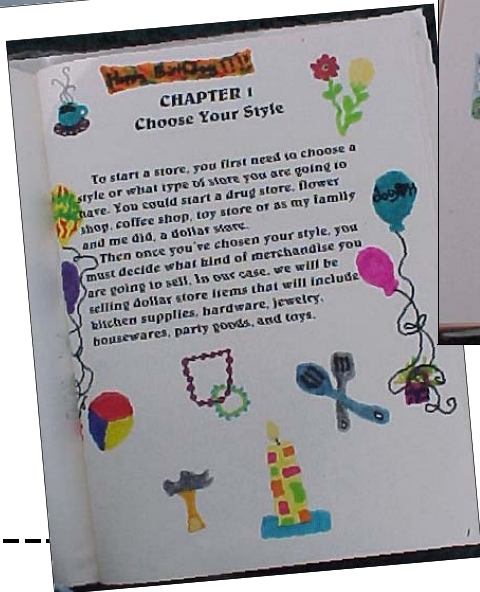 Happy Birthday!!!!
CHAPTER 1
Choose Your Style
To start a store, you first need to choose a
style or what type of store you are going to
have. You could start a drug store, flower
shop, coffee shop, toy store or as my family
and me did, a dollar store.
Then once you've chosen your style, you
must decide what kind of merchandise you
are going to sell. In our case, we will be
selling dollar store items that will include
kitchen supplies, hardware, jewelry,
housewares, party goods, and toys.
1